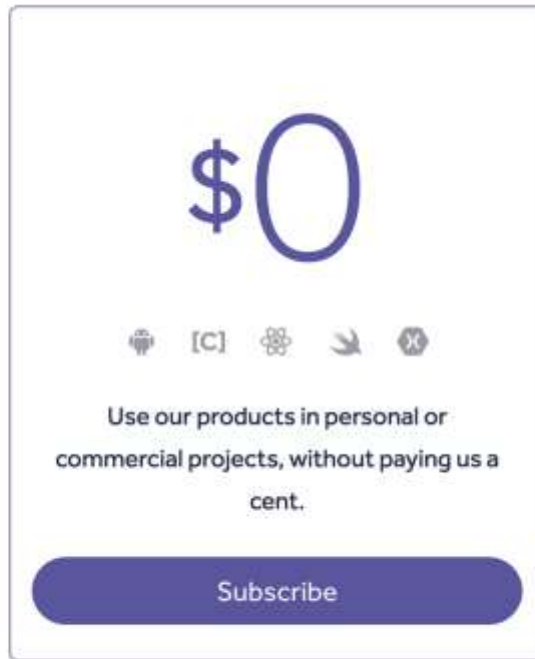 $0
[C]
Use our products in personal or
commercial projects, without paying us a
cent.
Subscribe